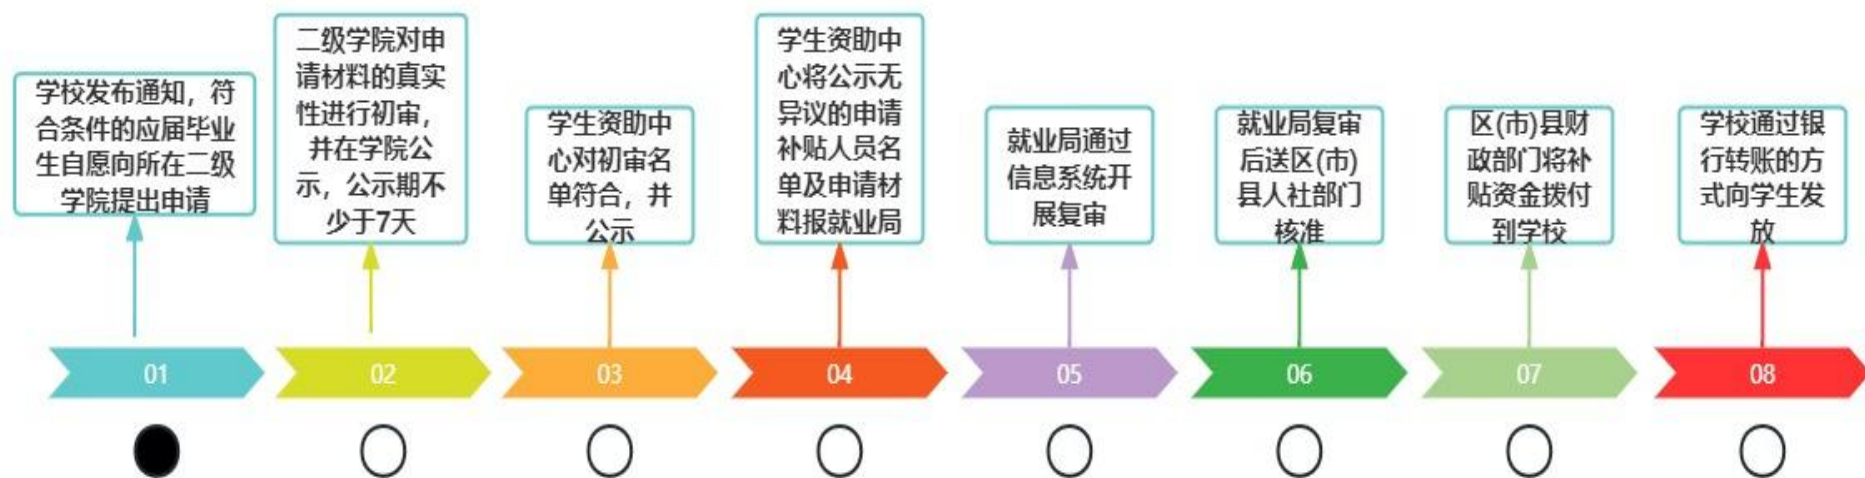 学校发布通知，符
合条件的应届毕业
生自愿向所在二级
学院提出申请
二级学院对申
请材料的真实
性进行初审，
并在学院公
示，公示期不
少于7天
学生资助中
心对初审名
单符合，并
公示
学生资助中
心将公示无
异议的申请
补贴人员名
单及申请材
料报就业局
就业局通过
信息系统开
展复审
就业局复审
后送区(市)
县人社部门
核准
区(市)县财
政部门将补
贴资金拨付
到学校
学校通过银
行转账的方
式向学生发
放
01
02
03
04
05
06
07
08